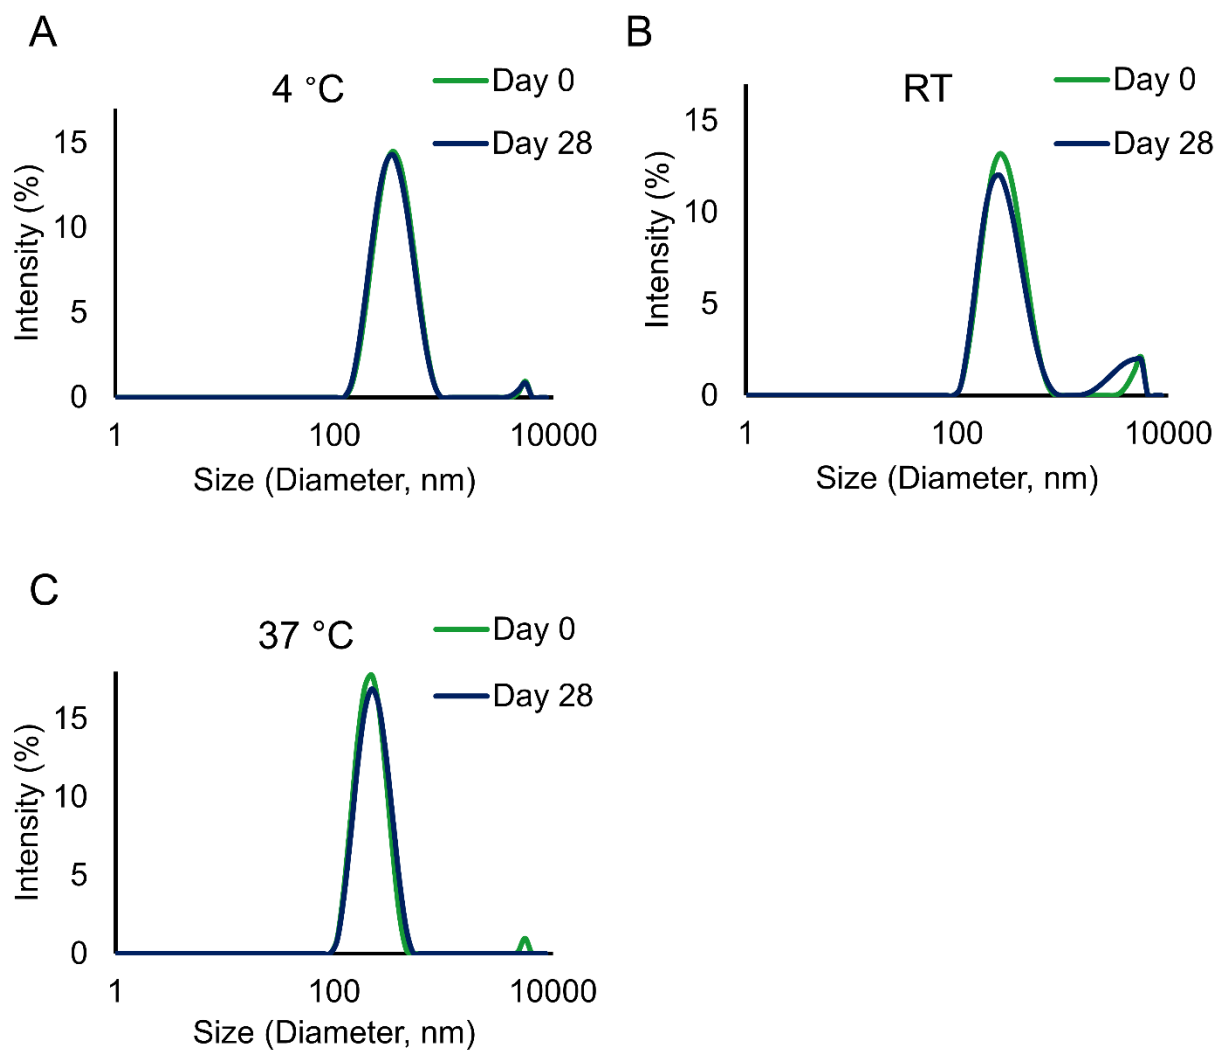 A
4 °C
Day 0
Day 28
Intensity (%)
15
10
5
0
1
100
10000
Size (Diameter, nm)
B
RT
Day 0
Day 28
Intensity (%)
15
10
5
0
1
100
10000
Size (Diameter, nm)
C
37 °C
Day 0
Day 28
Intensity (%)
15
10
5
0
1
100
10000
Size (Diameter, nm)